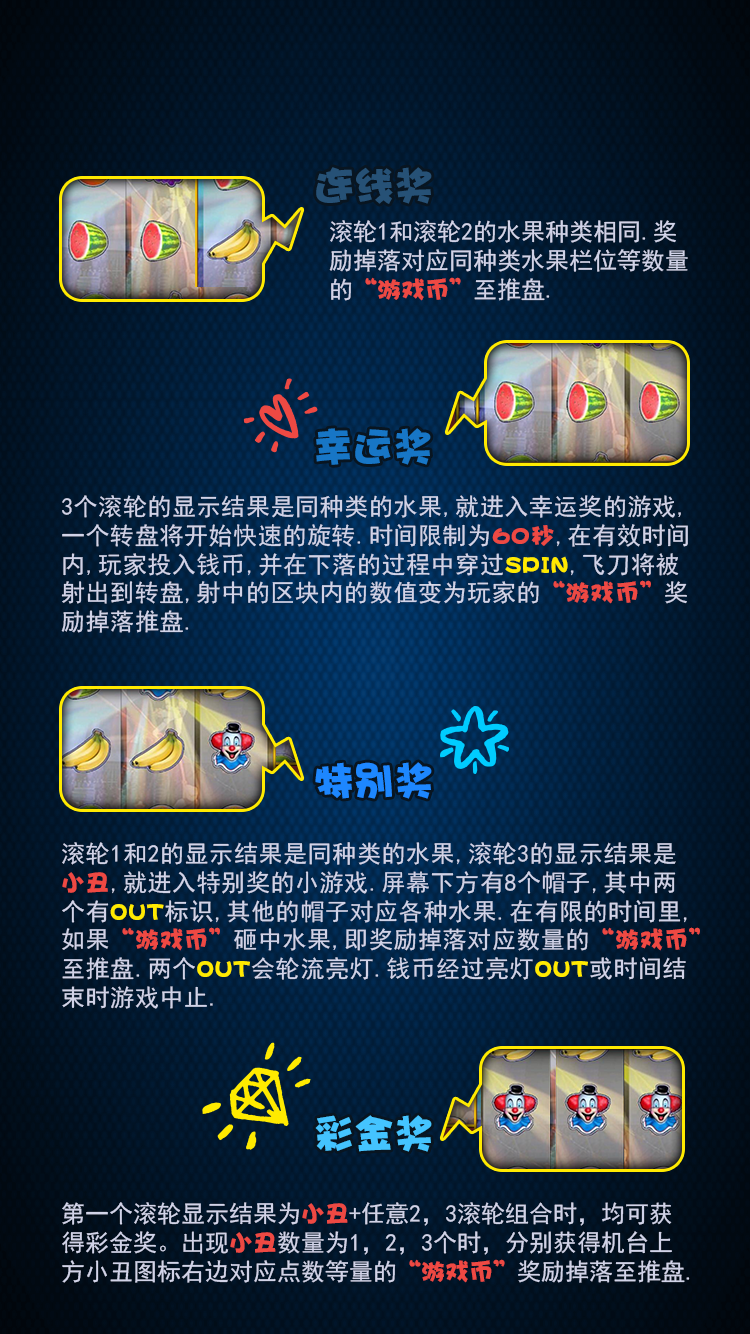 连线奖
滚轮1和滚轮2的水果种类相同.奖
励掉落对应同种类水果栏位等数量
的“游戏币”至推盘.
幸运奖
3个滚轮的显示结果是同种类的水果,就进入幸运奖的游戏,
一个转盘将开始快速的旋转.时间限制为60秒,在有效时间
内,玩家投入钱币,并在下落的过程中穿过SPIN,飞刀将被
射出到转盘,射中的区块内的数值变为玩家的“游戏币”奖
励掉落推盘.
特别奖
滚轮1和2的显示结果是同种类的水果,滚轮3的显示结果是
小丑,就进入特别奖的小游戏.屏幕下方有8个帽子,其中两
个有OUT标识,其他的帽子对应各种水果.在有限的时间里,
如果“游戏币”砸中水果,即奖励掉落对应数量的“游戏币”
至推盘.两个OUT会轮流亮灯.钱币经过亮灯OUT或时间结
束时游戏中止.
彩金奖
第一个滚轮显示结果为小丑+任意2，3滚轮组合时，均可获
得彩金奖。出现小丑数量为1，2，3个时，分别获得机台上
方小丑图标右边对应点数等量的“游戏币”奖励掉落至推盘.